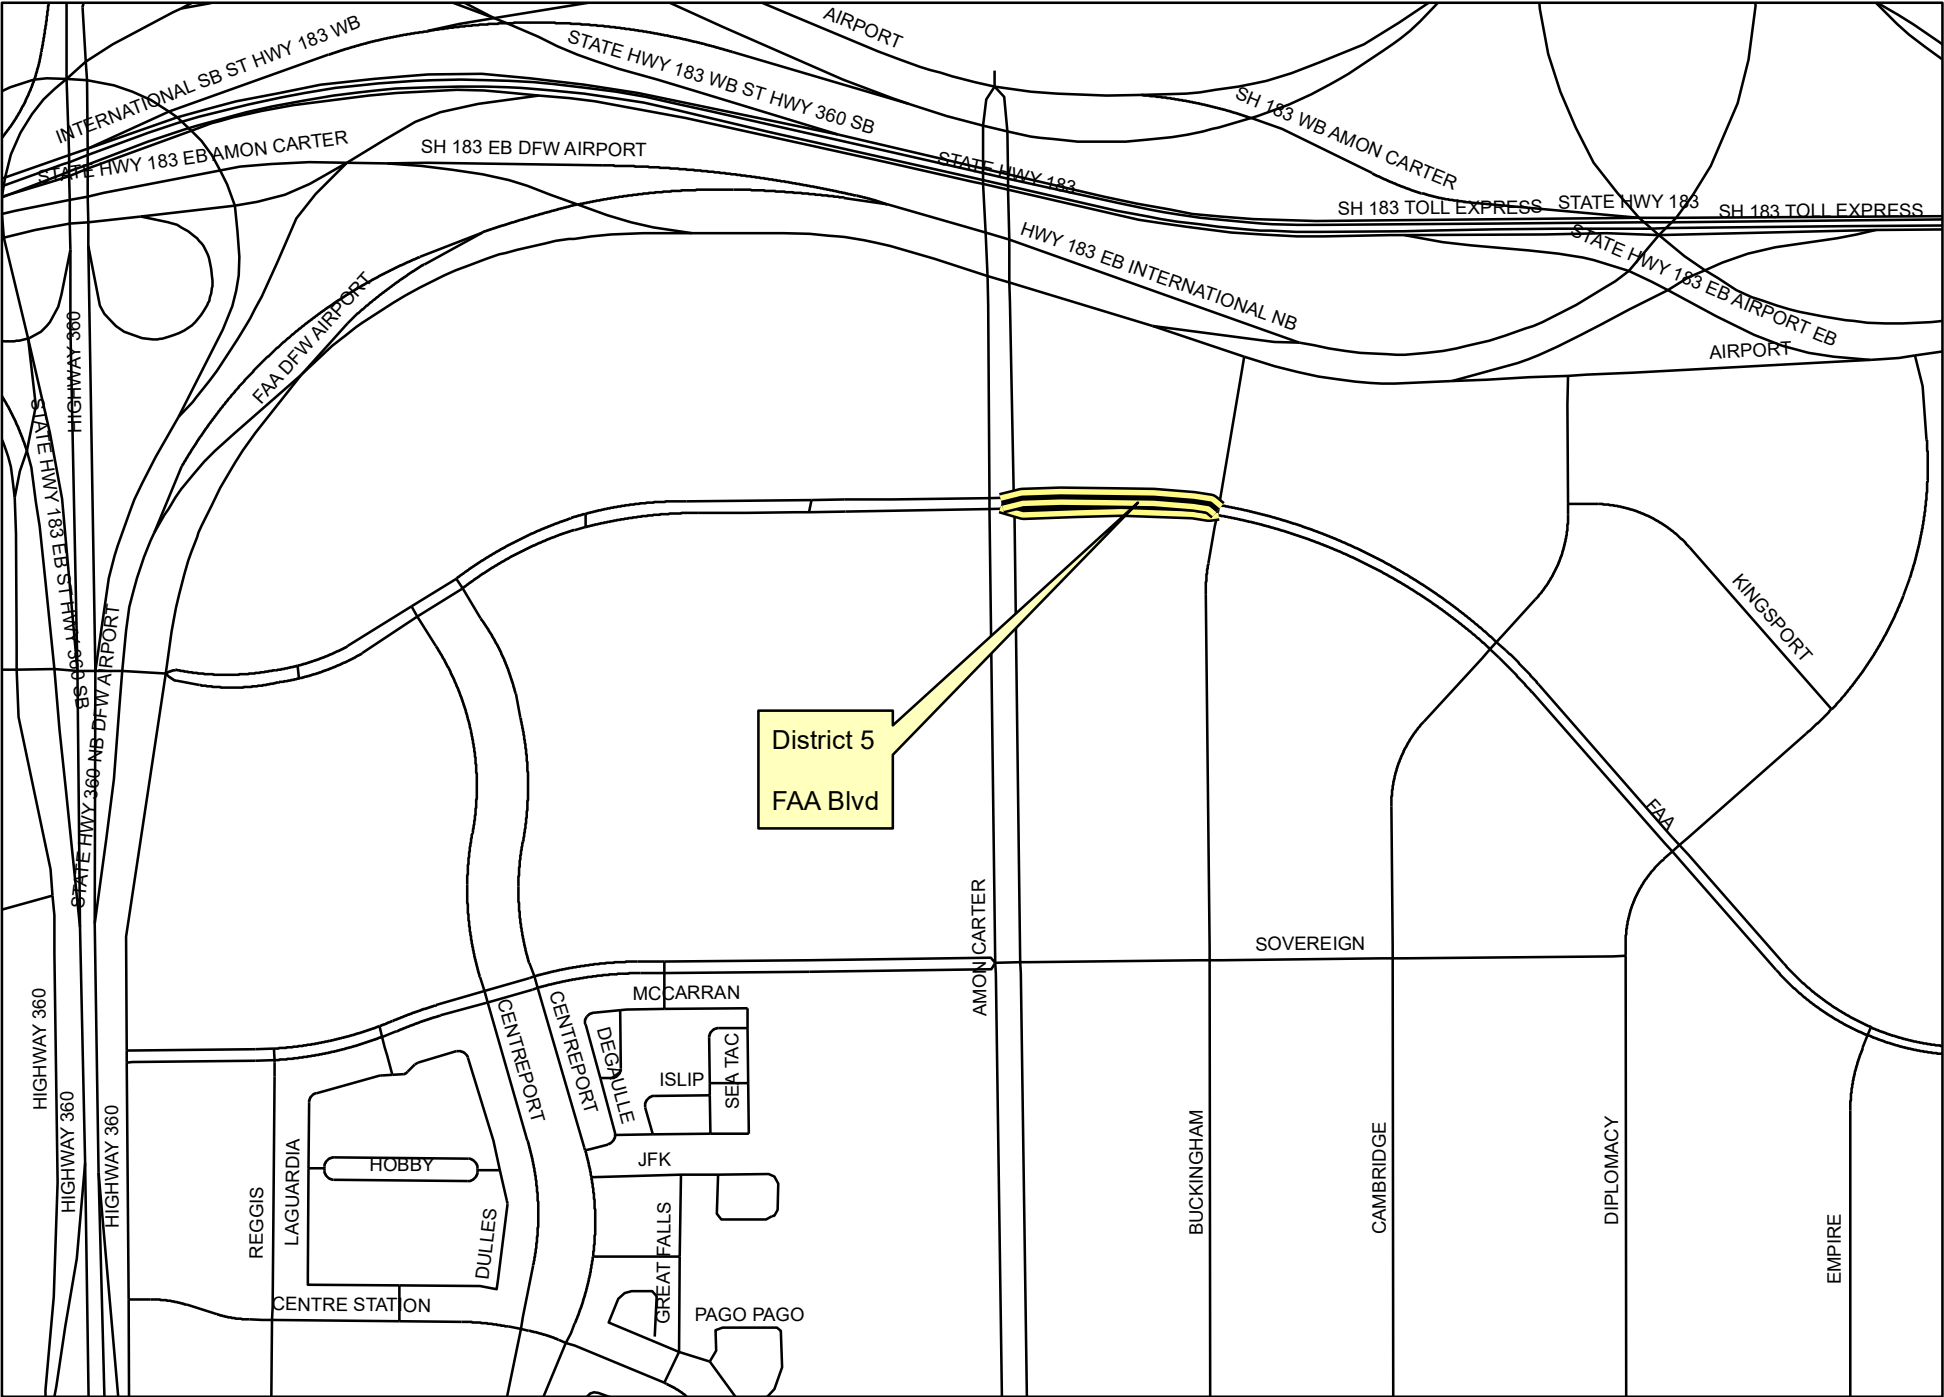 AIRPORT
INTERNATIONAL SB ST HWY 183 WB
STATE HWY 183 WB ST HWY 360 SB
SH 183 WB AMON CARTER
STATE HWY 183 EB AMON CARTER
SH 183 EB DFW AIRPORT
STATE HWY 183
SH 183 TOLL EXPRESS
STATE HWY 183
SH 183 TOLL EXPRESS
HWY 183 EB INTERNATIONAL NB
STATE HWY 183 EB AIRPORT EB
AIRPORT
FAA DFW AIRPORT
HIGHWAY 360
STATE HWY 183 EB ST HWY 360 SB
STATE HWY 360 NB DFW AIRPORT
KINGSPORT
District 5
FAA Blvd
FAA
AMON CARTER
SOVEREIGN
MCCARRAN
CENTREPORT
CENTREPORT
DEGAULLE
ISLIP
SEA TAC
HIGHWAY 360
HIGHWAY 360
HIGHWAY 360
REGGIS
LAGUARDIA
HOBBY
DULLES
JFK
GREAT FALLS
BUCKINGHAM
CAMBRIDGE
DIPLOMACY
EMPIRE
CENTRE STATION
PAGO PAGO